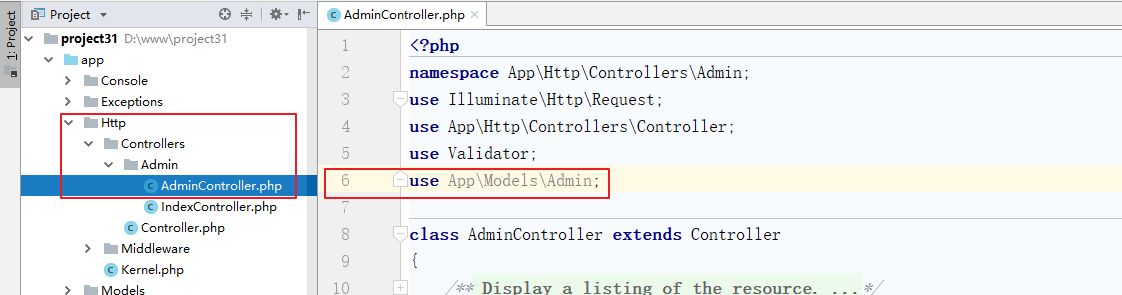 1: Project
Project
project31 D:\www\project31
app
Console
Exceptions
Http
Controllers
Admin
AdminController.php
IndexController.php
Controller.php
Middleware
Kernel.php
Models
AdminController.php
1 <?php
2 namespace App\Http\Controllers\Admin;
3 use Illuminate\Http\Request;
4 use App\Http\Controllers\Controller;
5 use Validator;
6 use App\Models\Admin;
7
8 class AdminController extends Controller
9 {
10 /** Display a listing of the resource. ...*/